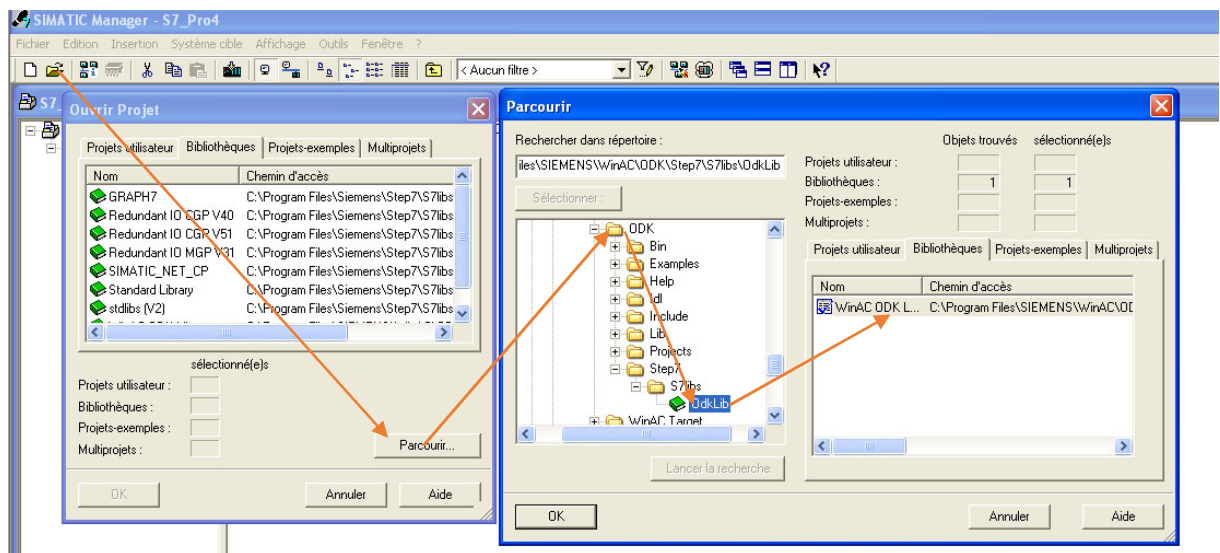 SIMATIC Manager - S7_Pro4
Fichier Edition Insertion Système cible Affichage Outils Fenêtre ?
< Aucun filtre >
S7_
Ouvrir Projet
Projets utilisateur Bibliothèques Projets-exemples Multiprojets
Nom Chemin d'accès
GRAPH7 C:\Program Files\Siemens\Step7\S7libs
Redundant IO CGP V40 C:\Program Files\Siemens\Step7\S7libs
Redundant IO CGP V51 C:\Program Files\Siemens\Step7\S7libs
Redundant IO MGP V31 C:\Program Files\Siemens\Step7\S7libs
SIMATIC_NET_CP C:\Program Files\Siemens\Step7\S7libs
Standard Library C:\Program Files\Siemens\Step7\S7libs
stdlibs (V2) C:\Program Files\Siemens\Step7\S7libs
sélectionné(e)s
Projets utilisateur :
Bibliothèques :
Projets-exemples :
Multiprojets :
Parcourir...
OK Annuler Aide
Parcourir
Rechercher dans répertoire :
iles\SIEMENS\WinAC\ODK\Step7\S7libs\OdkLib
Sélectionner :
ODK
Bin
Examples
Help
Idl
Include
Lib
Projects
Step7
S7libs
OdkLib
WinAC Target
Lancer la recherche
Objets trouvés sélectionné(e)s
Projets utilisateur :
Bibliothèques : 1 1
Projets-exemples :
Multiprojets :
Projets utilisateur Bibliothèques Projets-exemples Multiprojets
Nom Chemin d'accès
WinAC ODK L... C:\Program Files\SIEMENS\WinAC\OD
OK Annuler Aide